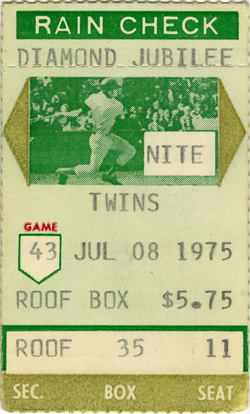 RAIN CHECK
DIAMOND JUBILEE
NITE
TWINS
GAME
43 JUL 08 1975
ROOF BOX $5.75
ROOF 35 11
SEC. BOX SEAT